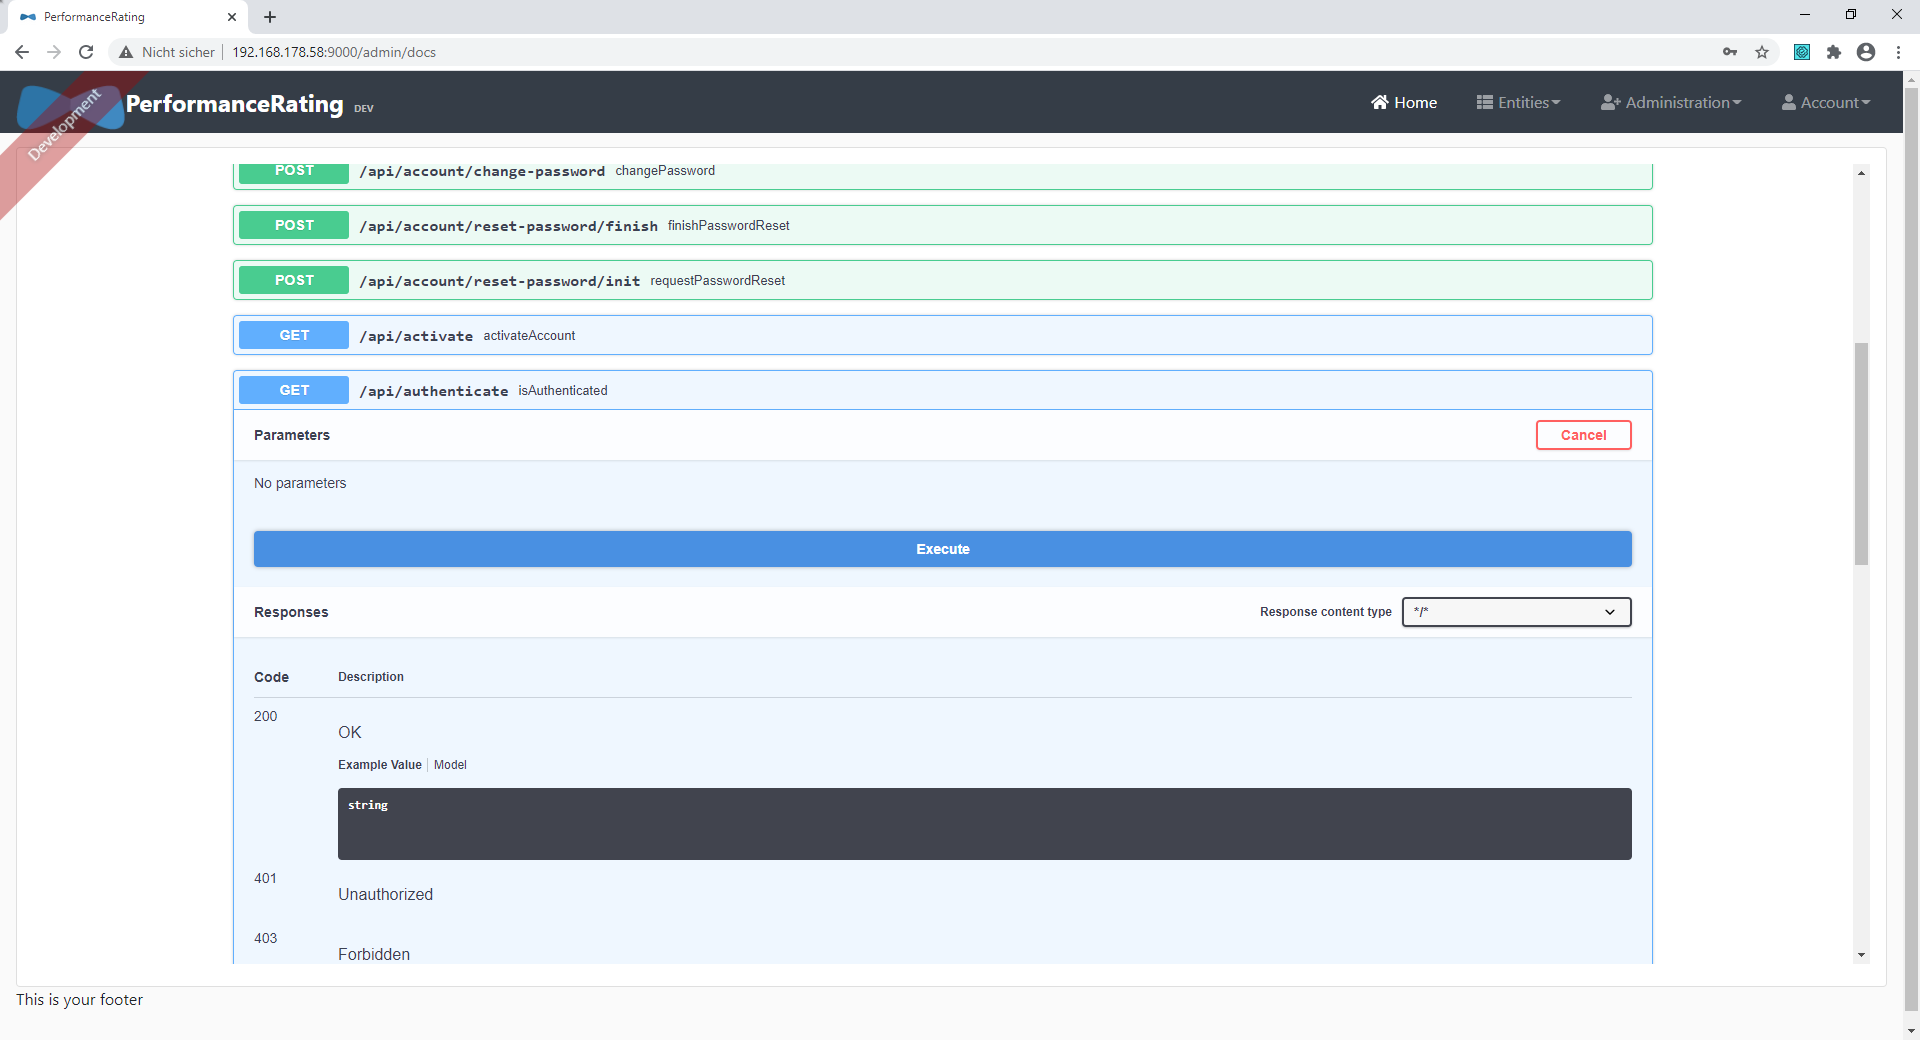 PerformanceRating
Nicht sicher 192.168.178.58:9000/admin/docs
Development
PerformanceRating DEV
Home Entities Administration Account
POST /api/account/change-password changePassword
POST /api/account/reset-password/finish finishPasswordReset
POST /api/account/reset-password/init requestPasswordReset
GET /api/activate activateAccount
GET /api/authenticate isAuthenticated
Parameters Cancel
No parameters
Execute
Responses Response content type */*
Code Description
200
OK
Example Value Model
string
401
Unauthorized
403
Forbidden
This is your footer